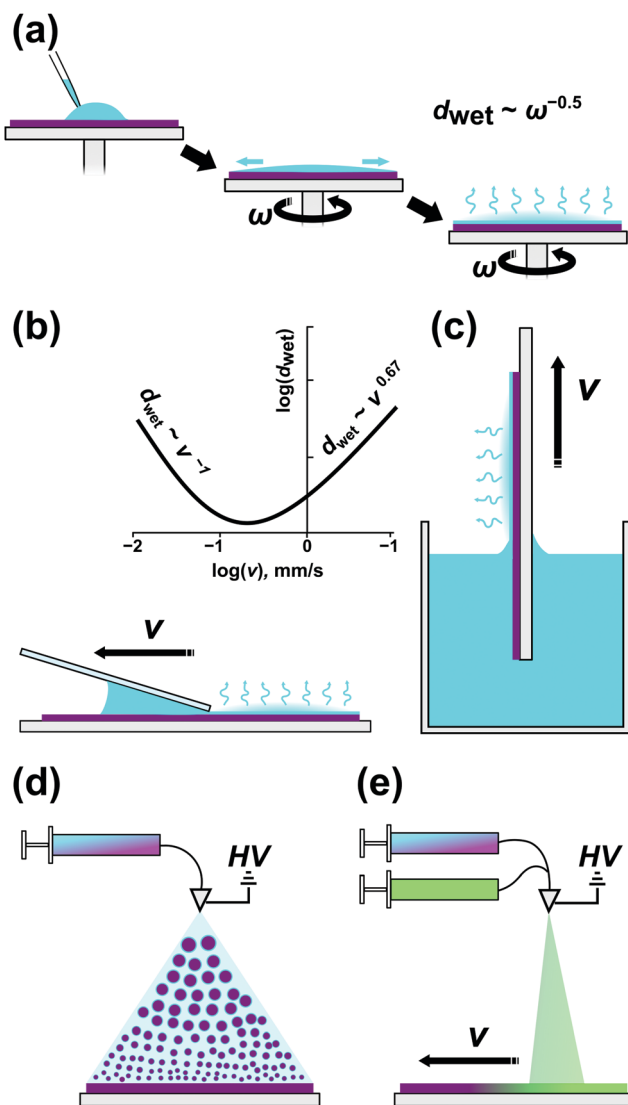 (a)
d_wet ~ ω^−0.5
ω
ω
(b)
log(d_wet)
d_wet ~ v^−1
d_wet ~ v^0.67
−2
−1
0
−1
log(v), mm/s
v
(c)
v
(d)
HV
(e)
HV
v